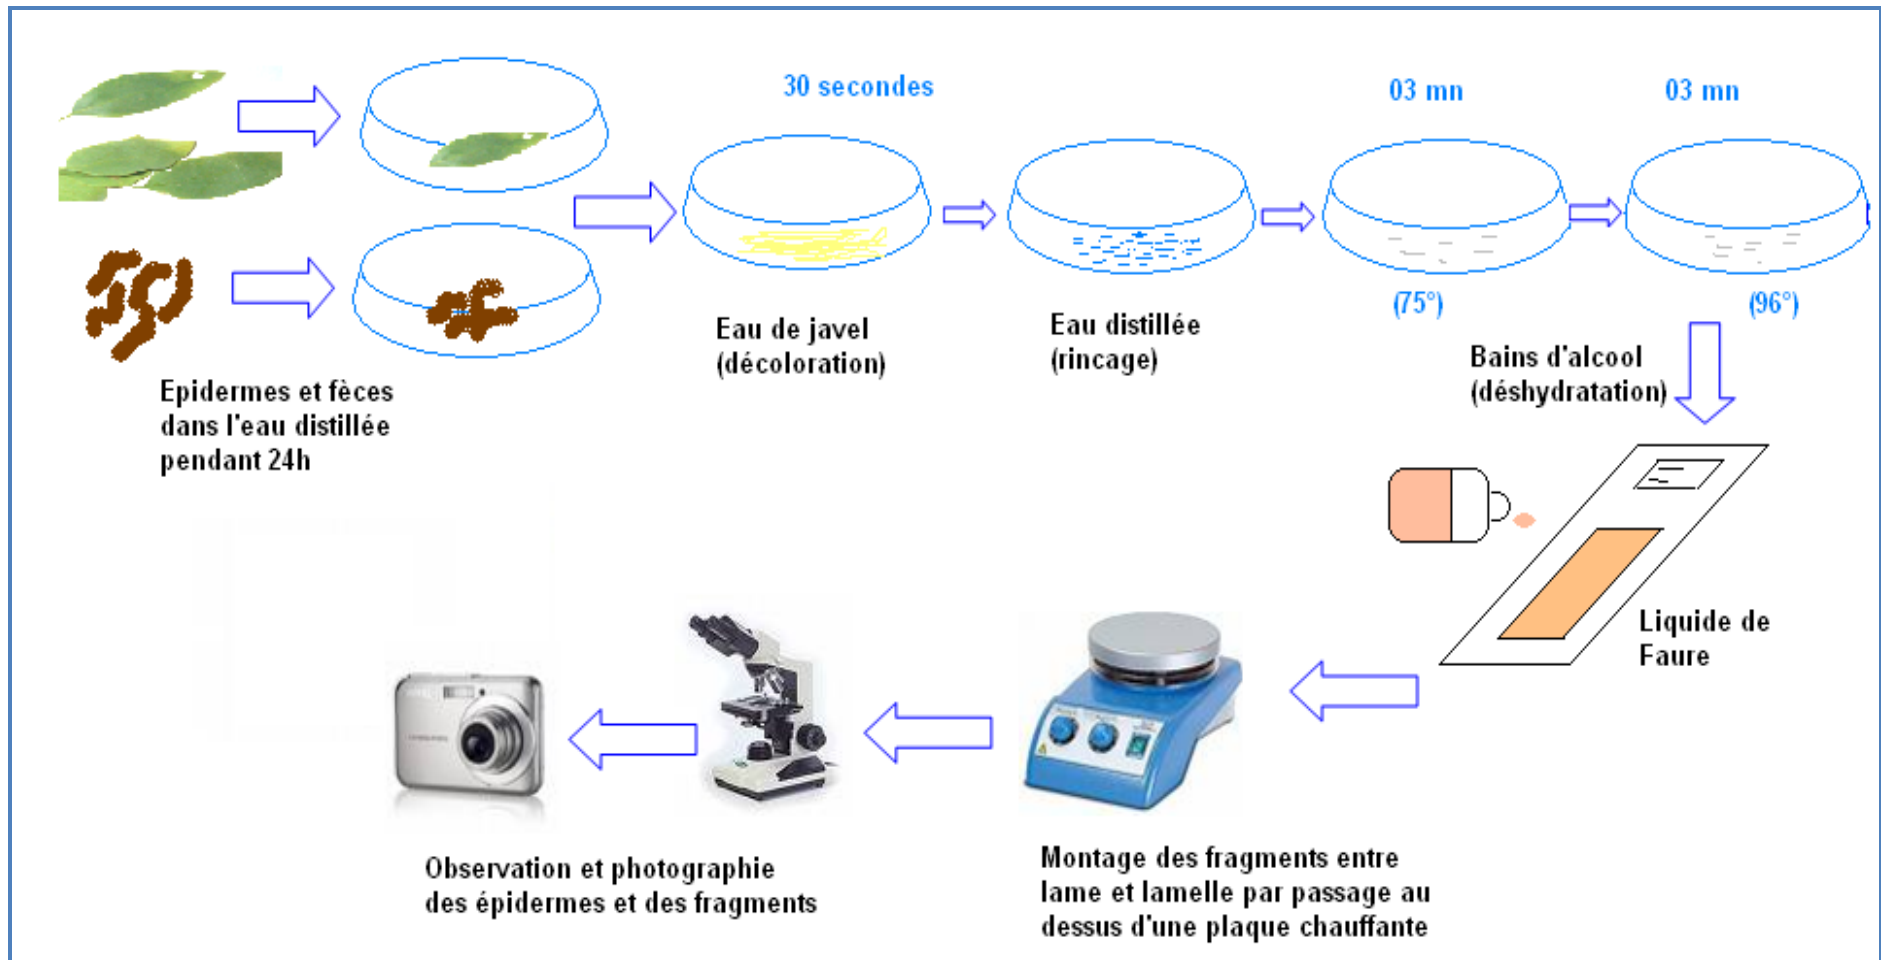 30 secondes
03 mn
03 mn
(75°)
(96°)
Eau de javel
(décoloration)
Eau distillée
(rincage)
Bains d'alcool
(déshydratation)
Epidermes et fèces
dans l'eau distillée
pendant 24h
Liquide de
Faure
Montage des fragments entre
lame et lamelle par passage au
dessus d'une plaque chauffante
Observation et photographie
des épidermes et des fragments